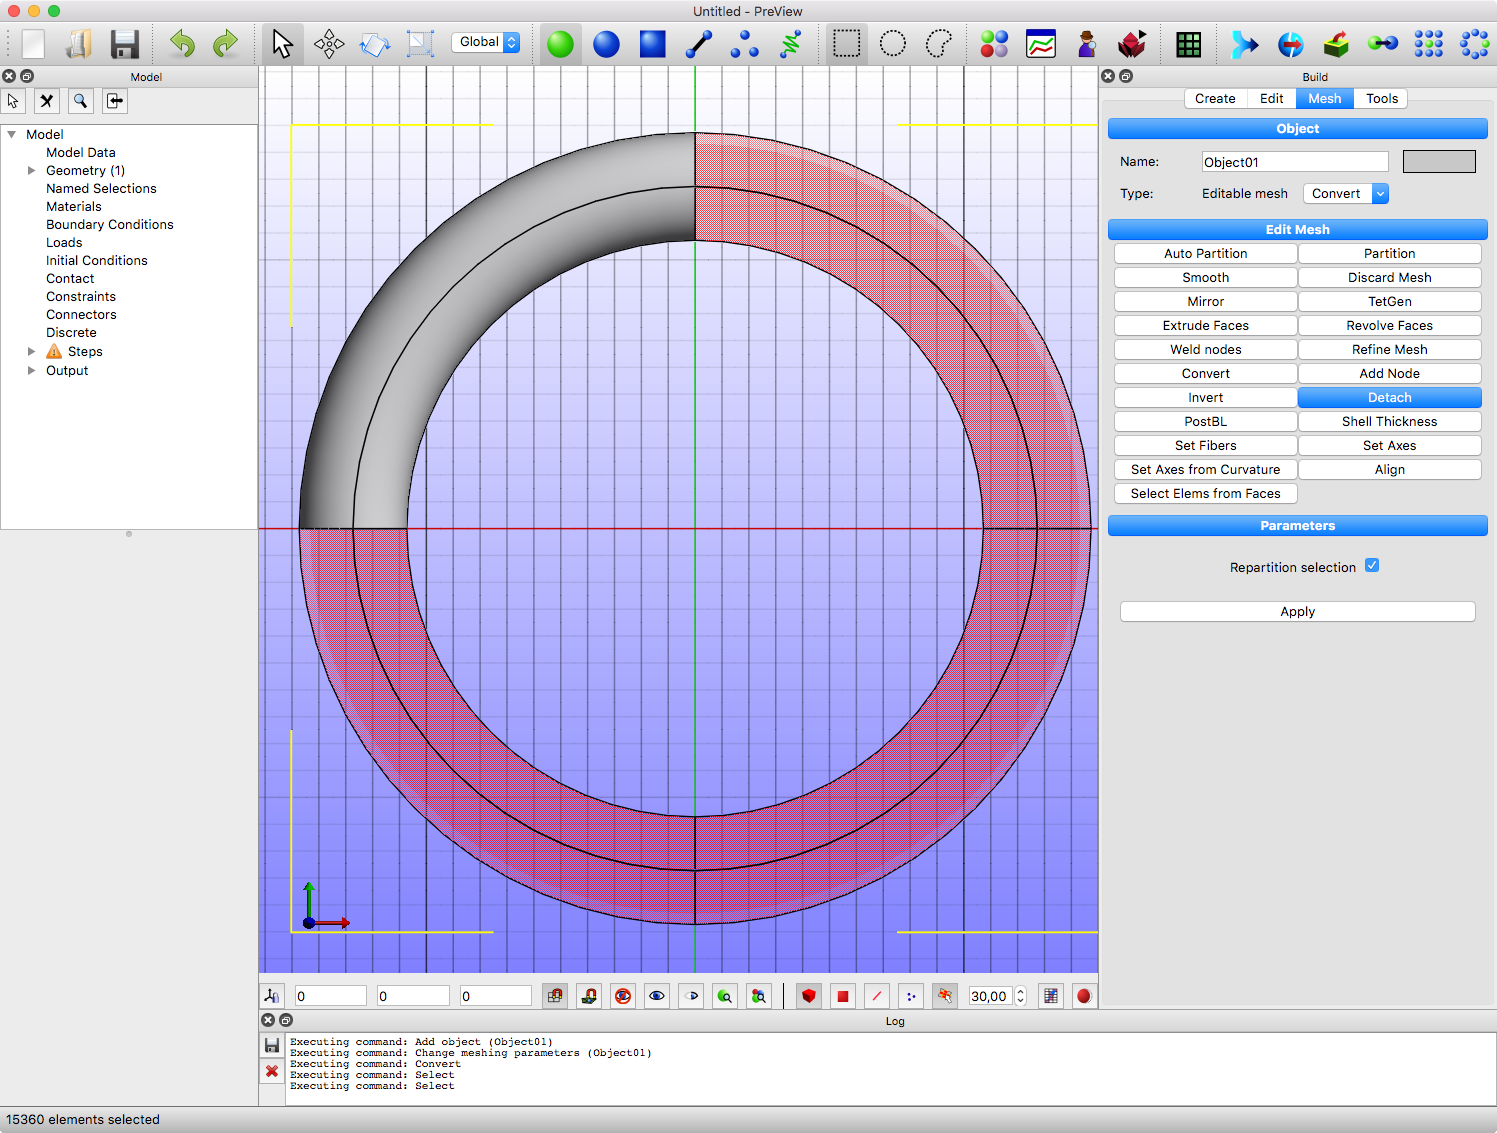 Untitled - PreView
Global
Model
Build
Create Edit Mesh Tools
Model
Model Data
Geometry (1)
Named Selections
Materials
Boundary Conditions
Loads
Initial Conditions
Contact
Constraints
Connectors
Discrete
Steps
Output
Object
Name: Object01
Type: Editable mesh Convert
Edit Mesh
Auto Partition Partition
Smooth Discard Mesh
Mirror TetGen
Extrude Faces Revolve Faces
Weld nodes Refine Mesh
Convert Add Node
Invert Detach
PostBL Shell Thickness
Set Fibers Set Axes
Set Axes from Curvature Align
Select Elems from Faces
Parameters
Repartition selection
Apply
0 0 0 30,00
Log
Executing command: Add object (Object01)
Executing command: Change meshing parameters (Object01)
Executing command: Convert
Executing command: Select
Executing command: Select
15360 elements selected